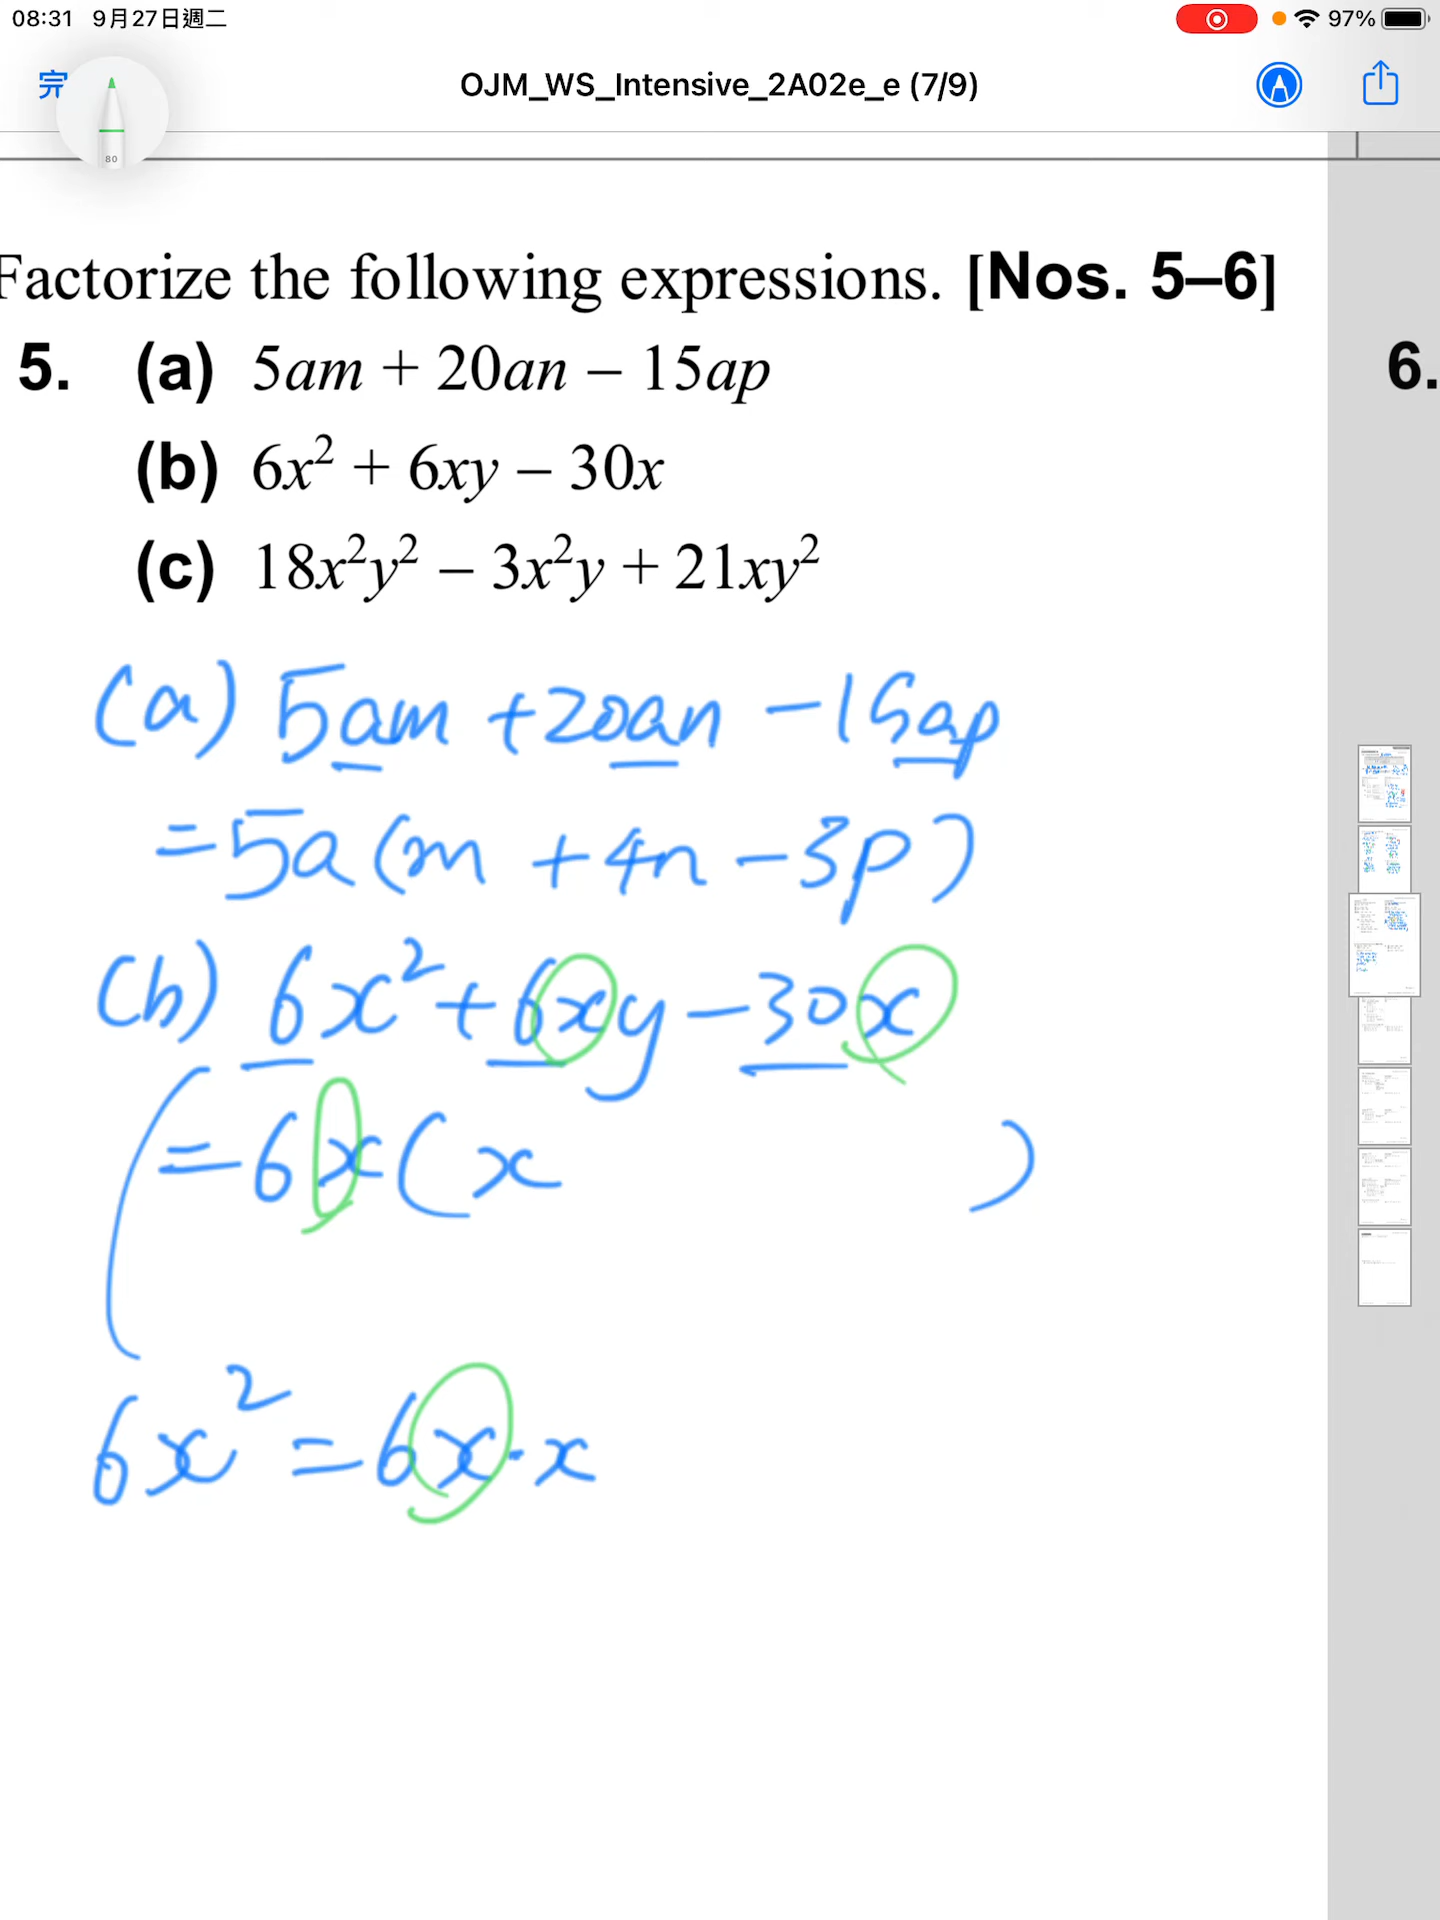 08:31 9月27日週二 97%
完 OJM_WS_Intensive_2A02e_e (7/9)
80
Factorize the following expressions. [Nos. 5–6]
5. (a) 5am + 20an – 15ap 6.
(b) 6x² + 6xy – 30x
(c) 18x²y² – 3x²y + 21xy²
(a) 5am +20an -15ap
=5a(m +4n -3p)
(b) 6x²+6xy-30x
=6x(x )
6x²=6x·x